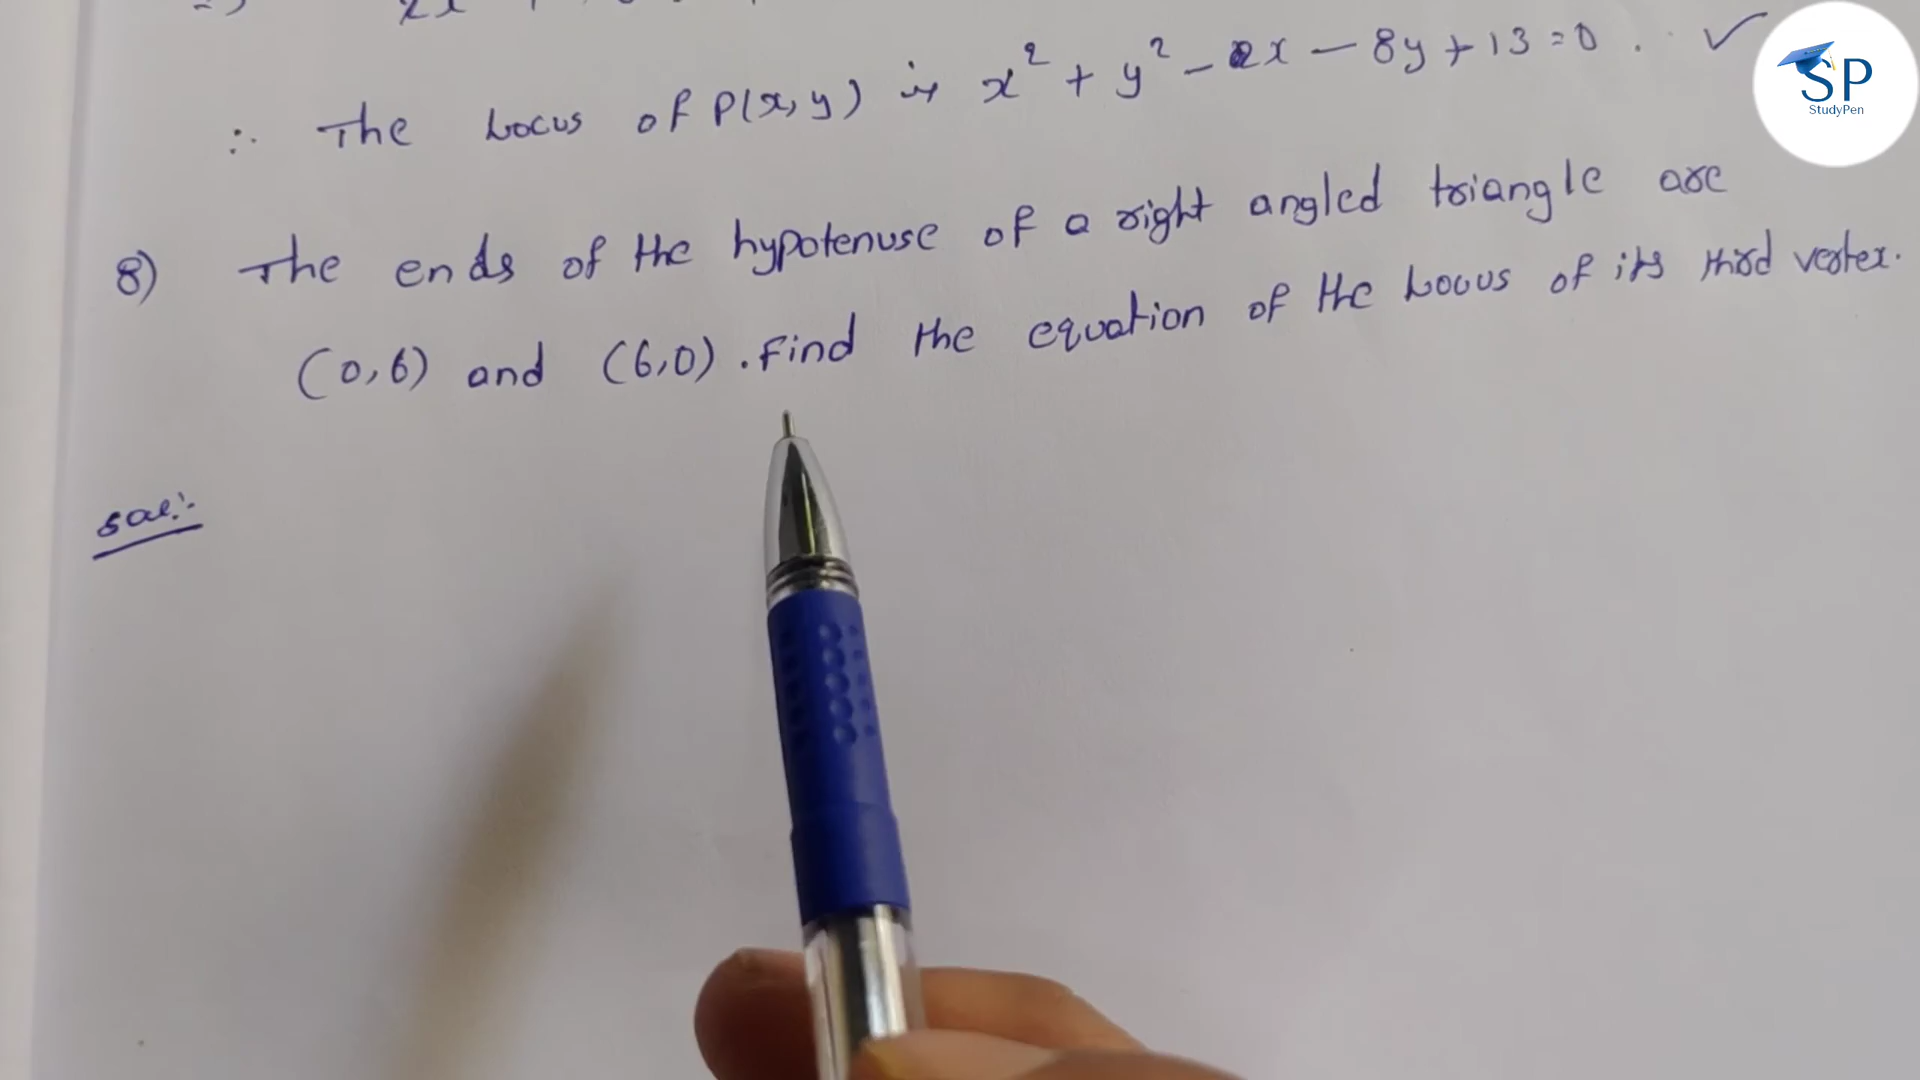 ∴ The Locus of P(x, y) is x² + y² - 2x - 8y + 13 = 0. ✓
SP
StudyPen
8) The ends of the hypotenuse of a right angled triangle are
(0,6) and (6,0). Find the equation of the Locus of its third vertex.
Sol:-